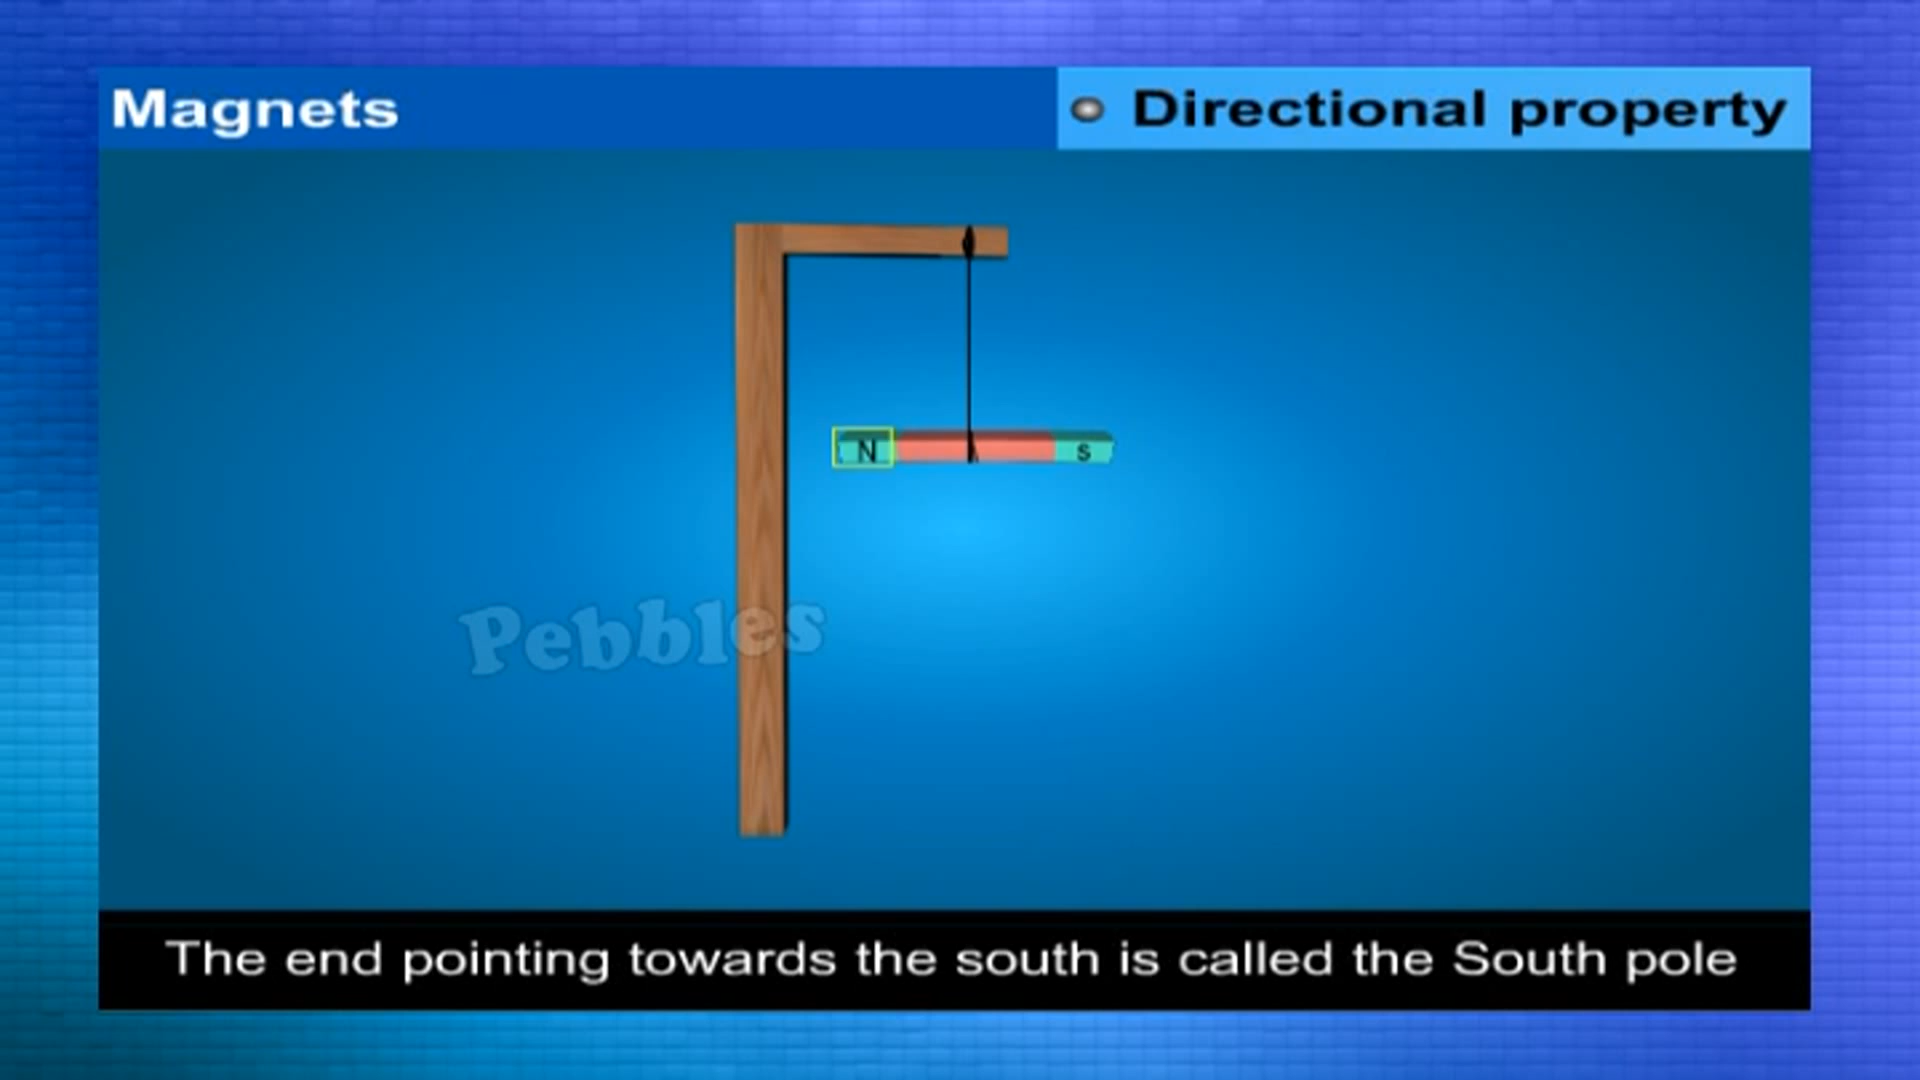 Magnets
Directional property
N
s
Pebbles
The end pointing towards the south is called the South pole